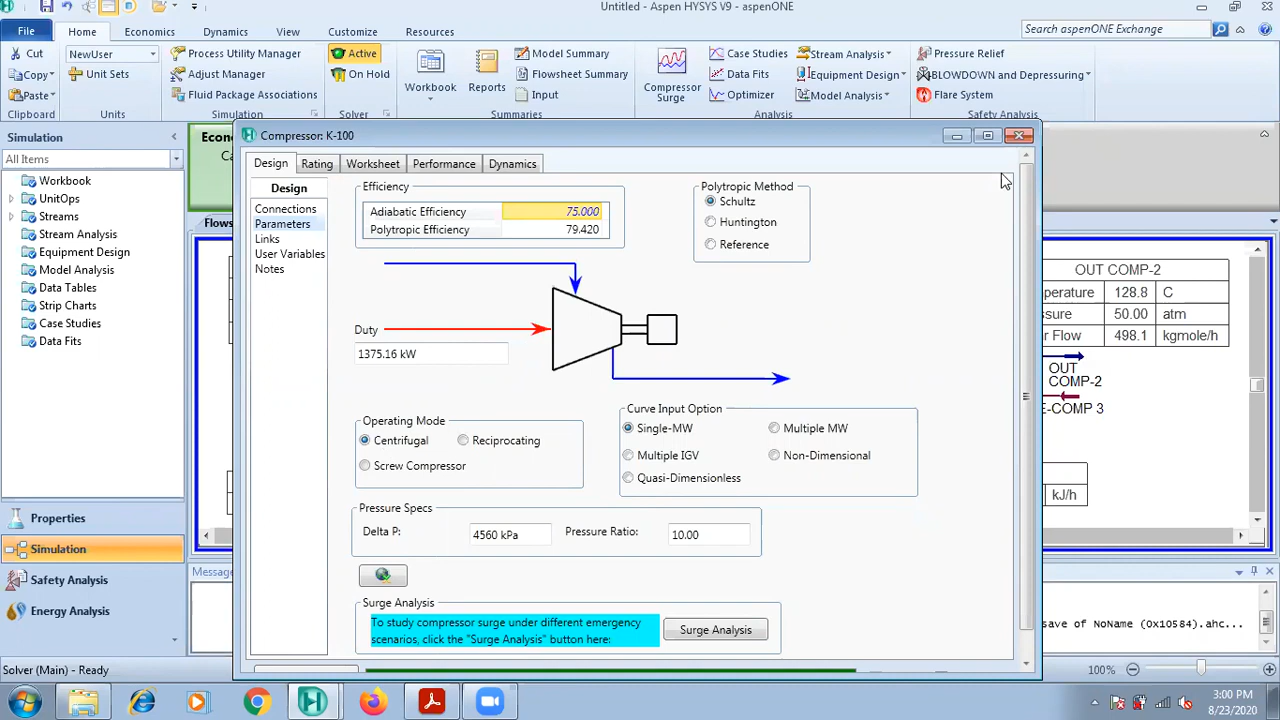 Untitled - Aspen HYSYS V9 - aspenONE
File
Home
Economics
Dynamics
View
Customize
Resources
Search aspenONE Exchange
Cut
Copy
Paste
Clipboard
NewUser
Unit Sets
Units
Process Utility Manager
Adjust Manager
Fluid Package Associations
Simulation
Active
On Hold
Solver
Workbook
Reports
Model Summary
Flowsheet Summary
Input
Summaries
Compressor
Surge
Case Studies
Data Fits
Optimizer
Stream Analysis
Equipment Design
Model Analysis
Analysis
Pressure Relief
BLOWDOWN and Depressuring
Flare System
Safety Analysis
Simulation
All Items
Workbook
UnitOps
Streams
Stream Analysis
Equipment Design
Model Analysis
Data Tables
Strip Charts
Case Studies
Data Fits
Properties
Simulation
Safety Analysis
Energy Analysis
Solver (Main) - Ready
Compressor: K-100
Design
Rating
Worksheet
Performance
Dynamics
Design
Connections
Parameters
Links
User Variables
Notes
Efficiency
Adiabatic Efficiency 75.000
Polytropic Efficiency 79.420
Polytropic Method
Schultz
Huntington
Reference
Duty
1375.16 kW
Operating Mode
Centrifugal
Reciprocating
Screw Compressor
Curve Input Option
Single-MW
Multiple MW
Multiple IGV
Non-Dimensional
Quasi-Dimensionless
Pressure Specs
Delta P: 4560 kPa Pressure Ratio: 10.00
Surge Analysis
To study compressor surge under different emergency
scenarios, click the "Surge Analysis" button here:
Surge Analysis
OUT COMP-2
perature 128.8 C
sure 50.00 atm
r Flow 498.1 kgmole/h
OUT
COMP-2
E-COMP 3
kJ/h
save of NoName (0x10584).ahc...
100%
3:00 PM
8/23/2020